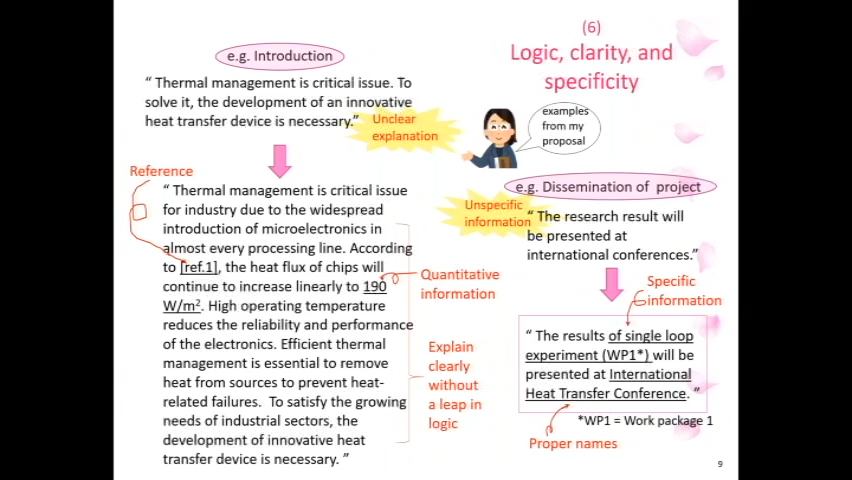 (6)
Logic, clarity, and
specificity
e.g. Introduction
“ Thermal management is critical issue. To
solve it, the development of an innovative
heat transfer device is necessary.”
Unclear
explanation
Reference
“ Thermal management is critical issue
for industry due to the widespread
introduction of microelectronics in
almost every processing line. According
to [ref.1], the heat flux of chips will
continue to increase linearly to 190
W/m². High operating temperature
reduces the reliability and performance
of the electronics. Efficient thermal
management is essential to remove
heat from sources to prevent heat-
related failures. To satisfy the growing
needs of industrial sectors, the
development of innovative heat
transfer device is necessary. ”
Quantitative
information
Explain
clearly
without
a leap in
logic
examples
from my
proposal
e.g. Dissemination of project
Unspecific
information
“ The research result will
be presented at
international conferences.”
Specific
information
“ The results of single loop
experiment (WP1*) will be
presented at International
Heat Transfer Conference. ”
*WP1 = Work package 1
Proper names
9